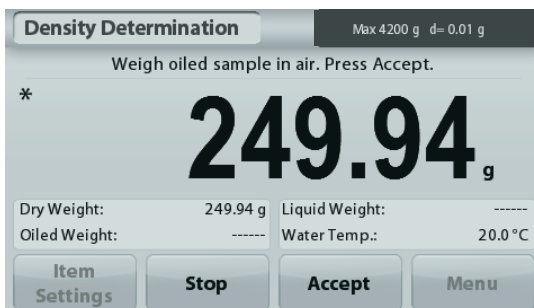 Density Determination
Max 4200 g d= 0.01 g
Weigh oiled sample in air. Press Accept.
*
249.94 g
Dry Weight: 249.94 g Liquid Weight: ------
Oiled Weight: ------ Water Temp.: 20.0°C
Item Settings
Stop
Accept
Menu